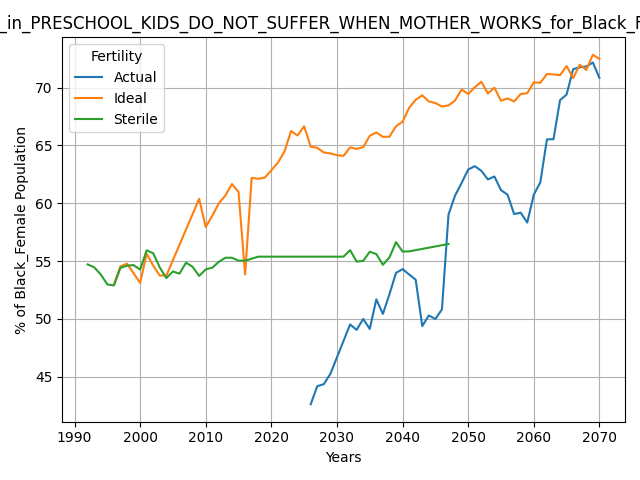 _in_PRESCHOOL_KIDS_DO_NOT_SUFFER_WHEN_MOTHER_WORKS_for_Black_F
Fertility
Actual
Ideal
Sterile
% of Black_Female Population
70
65
60
55
50
45
1990 2000 2010 2020 2030 2040 2050 2060 2070
Years